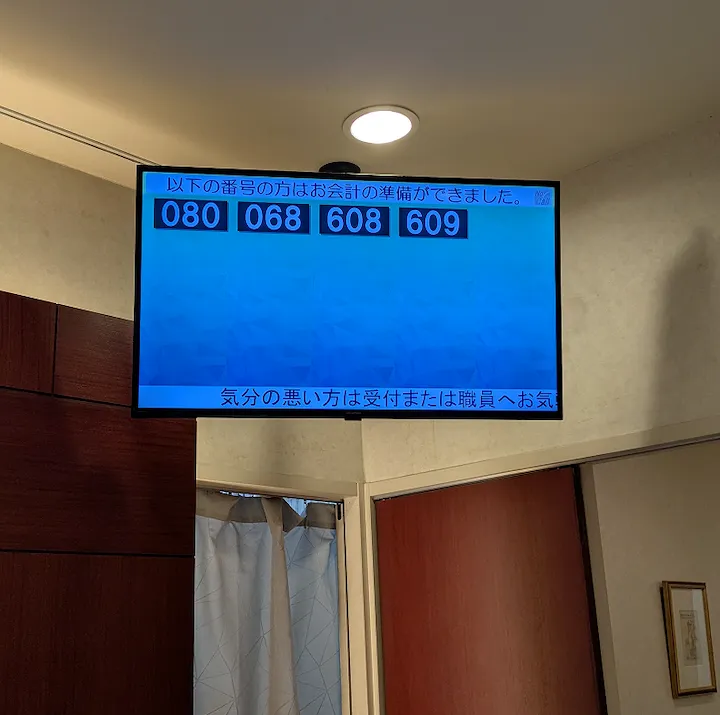 以下の番号の方はお会計の準備ができました。
080 068 608 609
気分の悪い方は受付または職員へお気